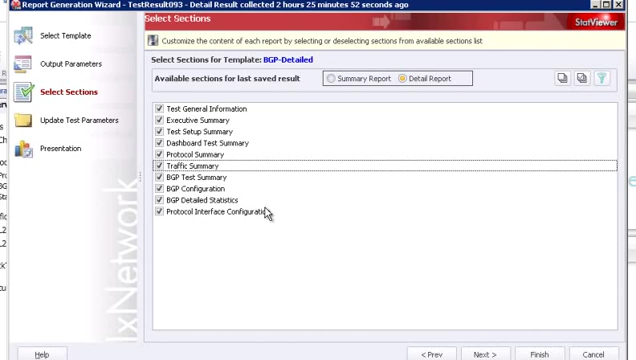 Report Generation Wizard - TestResult093 - Detail Result collected 2 hours 25 minutes 52 seconds ago
Select Sections
StatViewer
Select Template
Customize the content of each report by selecting or deselecting sections from available sections list
Output Parameters
Select Sections for Template: BGP-Detailed
Available sections for last saved result
Summary Report
Detail Report
Select Sections
Update Test Parameters
Presentation
Test General Information
Executive Summary
Test Setup Summary
Dashboard Test Summary
Protocol Summary
Traffic Summary
BGP Test Summary
BGP Configuration
BGP Detailed Statistics
Protocol Interface Configuration
IxNetwork
Help
< Prev
Next >
Finish
Cancel